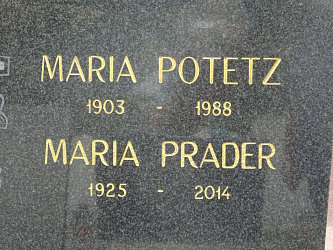 MARIA POTETZ
1903 - 1988
MARIA PRADER
1925 - 2014